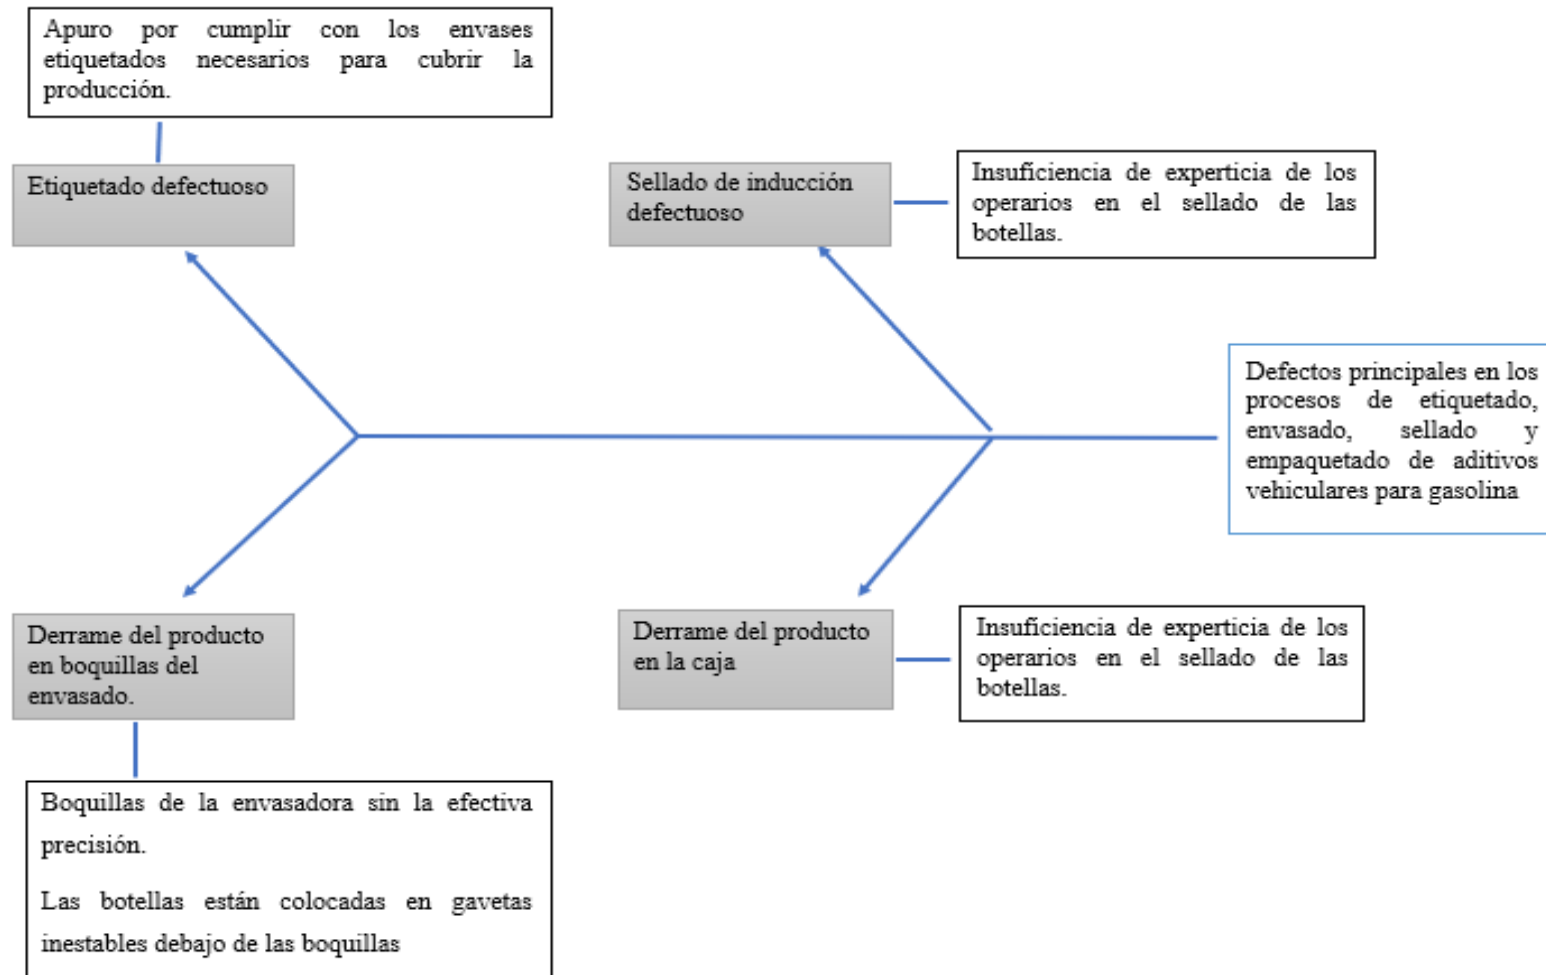 Apuro por cumplir con los envases
etiquetados necesarios para cubrir la
producción.
Etiquetado defectuoso
Sellado de inducción
defectuoso
Insuficiencia de experticia de los
operarios en el sellado de las
botellas.
Defectos principales en los
procesos de etiquetado,
envasado, sellado y
empaquetado de aditivos
vehiculares para gasolina
Derrame del producto
en boquillas del
envasado.
Derrame del producto
en la caja
Insuficiencia de experticia de los
operarios en el sellado de las
botellas.
Boquillas de la envasadora sin la efectiva
precisión.
Las botellas están colocadas en gavetas
inestables debajo de las boquillas